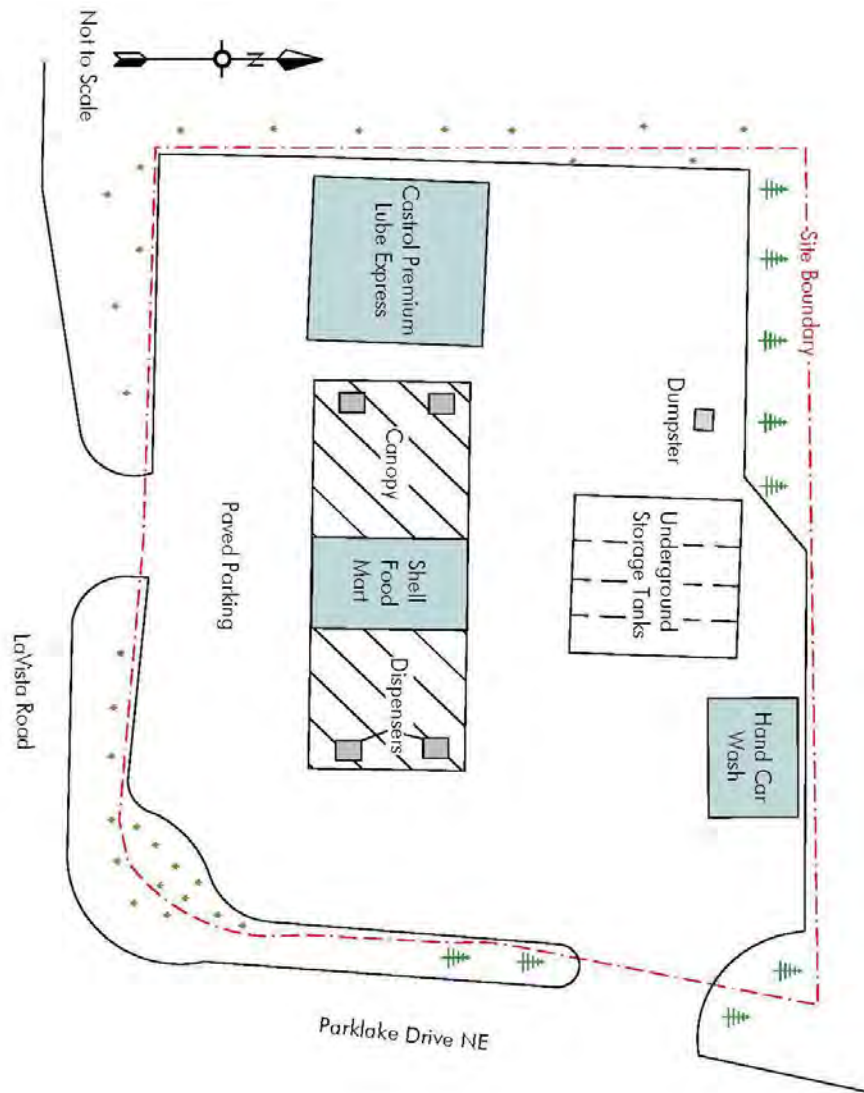 Not to Scale
N
Castrol Premium
Lube Express
Site Boundary
Dumpster
Canopy
Underground
Storage Tanks
Paved Parking
Shell
Food
Mart
Dispensers
Hand Car
Wash
LaVista Road
Parklake Drive NE